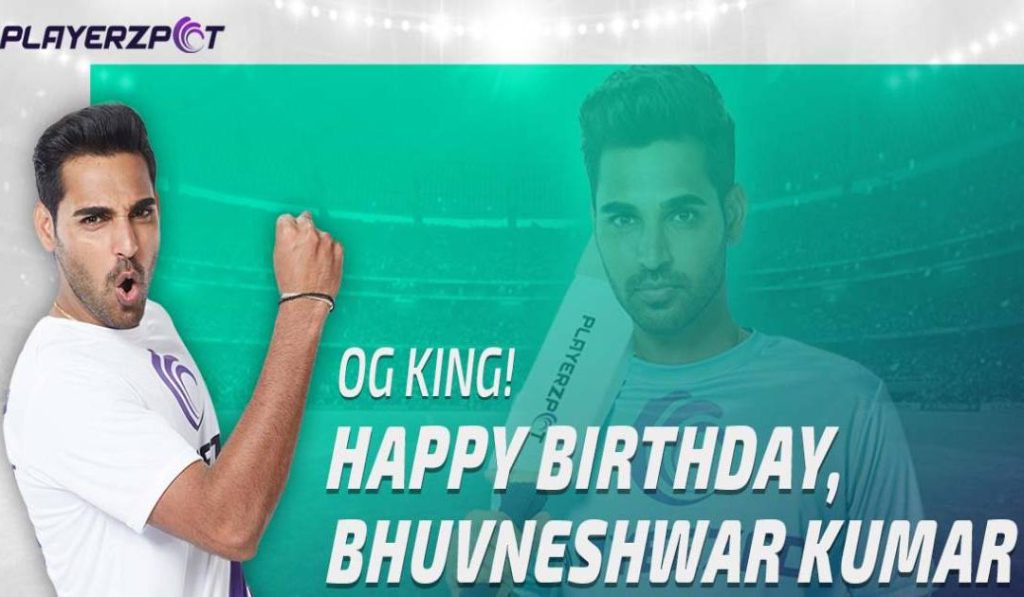 PLAYERZPOT
PLAYERZPOT
OG KING!
HAPPY BIRTHDAY,
BHUVNESHWAR KUMAR